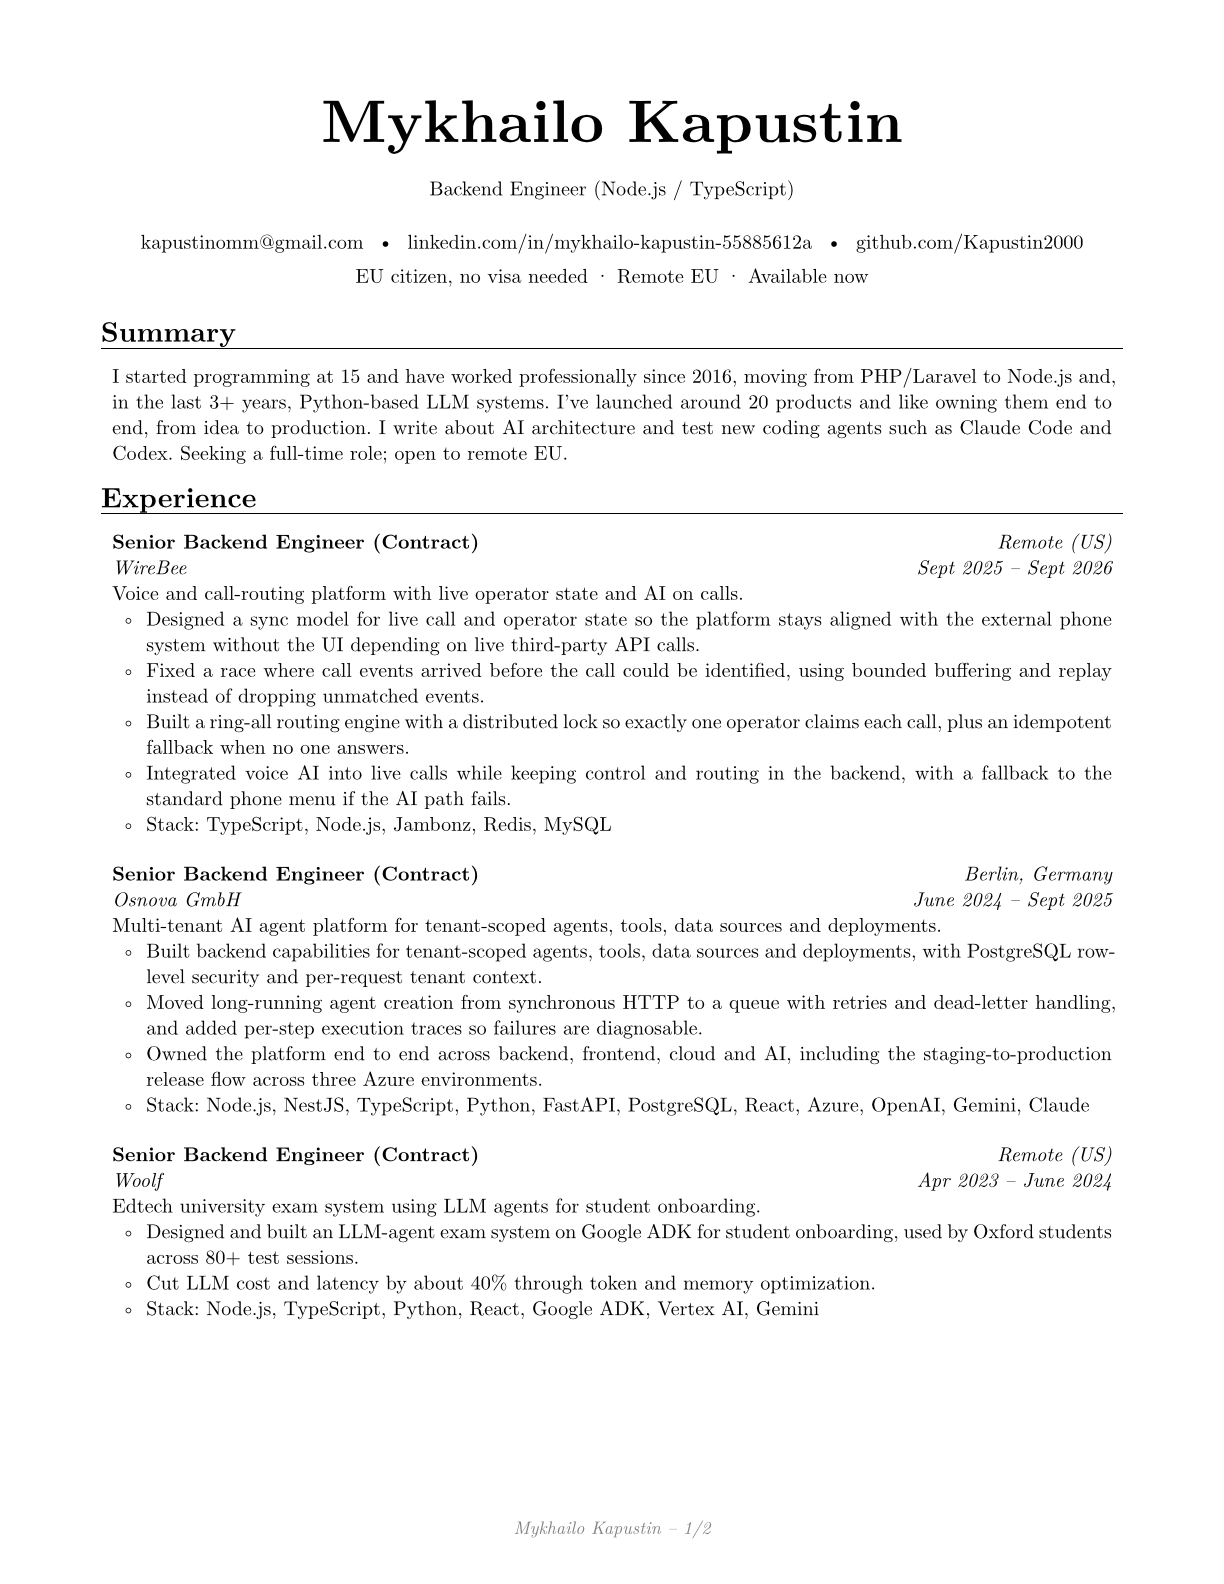 Mykhailo Kapustin
Backend Engineer (Node.js / TypeScript)
kapustinomm@gmail.com • linkedin.com/in/mykhailo-kapustin-55885612a • github.com/Kapustin2000
EU citizen, no visa needed · Remote EU · Available now
Summary
I started programming at 15 and have worked professionally since 2016, moving from PHP/Laravel to Node.js and,
in the last 3+ years, Python-based LLM systems. I've launched around 20 products and like owning them end to
end, from idea to production. I write about AI architecture and test new coding agents such as Claude Code and
Codex. Seeking a full-time role; open to remote EU.
Experience
Senior Backend Engineer (Contract) Remote (US)
WireBee Sept 2025 – Sept 2026
Voice and call-routing platform with live operator state and AI on calls.
◦ Designed a sync model for live call and operator state so the platform stays aligned with the external phone
system without the UI depending on live third-party API calls.
◦ Fixed a race where call events arrived before the call could be identified, using bounded buffering and replay
instead of dropping unmatched events.
◦ Built a ring-all routing engine with a distributed lock so exactly one operator claims each call, plus an idempotent
fallback when no one answers.
◦ Integrated voice AI into live calls while keeping control and routing in the backend, with a fallback to the
standard phone menu if the AI path fails.
◦ Stack: TypeScript, Node.js, Jambonz, Redis, MySQL
Senior Backend Engineer (Contract) Berlin, Germany
Osnova GmbH June 2024 – Sept 2025
Multi-tenant AI agent platform for tenant-scoped agents, tools, data sources and deployments.
◦ Built backend capabilities for tenant-scoped agents, tools, data sources and deployments, with PostgreSQL row-
level security and per-request tenant context.
◦ Moved long-running agent creation from synchronous HTTP to a queue with retries and dead-letter handling,
and added per-step execution traces so failures are diagnosable.
◦ Owned the platform end to end across backend, frontend, cloud and AI, including the staging-to-production
release flow across three Azure environments.
◦ Stack: Node.js, NestJS, TypeScript, Python, FastAPI, PostgreSQL, React, Azure, OpenAI, Gemini, Claude
Senior Backend Engineer (Contract) Remote (US)
Woolf Apr 2023 – June 2024
Edtech university exam system using LLM agents for student onboarding.
◦ Designed and built an LLM-agent exam system on Google ADK for student onboarding, used by Oxford students
across 80+ test sessions.
◦ Cut LLM cost and latency by about 40% through token and memory optimization.
◦ Stack: Node.js, TypeScript, Python, React, Google ADK, Vertex AI, Gemini
Mykhailo Kapustin – 1/2